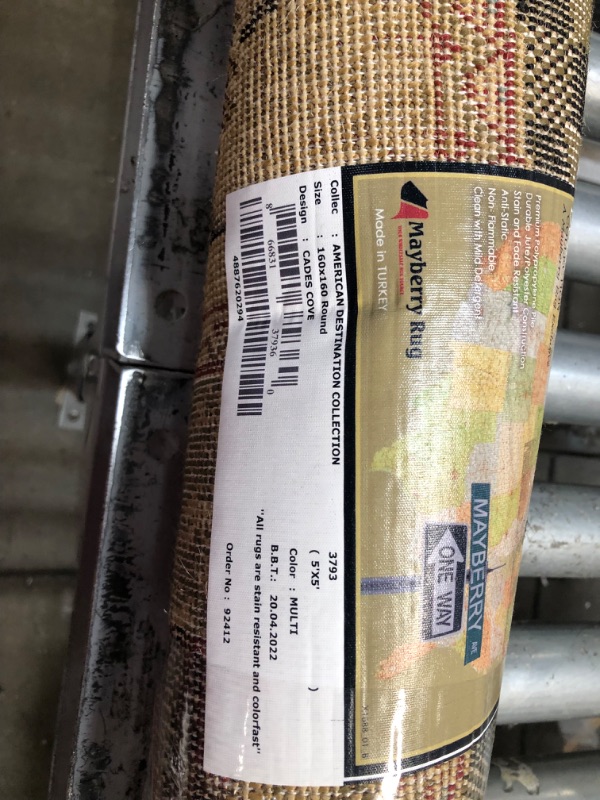 Premium Polypropylene Pile
Durable Jute/Polyester Construction
Stain and Fade Resistant
Anti-Static
Non-Flammable
Clean with Mild Detergent
Mayberry Rug
Made in TURKEY
MAYBERRY AVE.
ONE WAY
Collec : AMERICAN DESTINATION COLLECTION 3793
Size : 160x160 Round ( 5'X5' )
Design : CADES COVE Color : MULTI
8 66831 37936 0
B.B.T.: 20.04.2022
4887620294
"All rugs are stain resistant and colorfast"
Order No : 92412